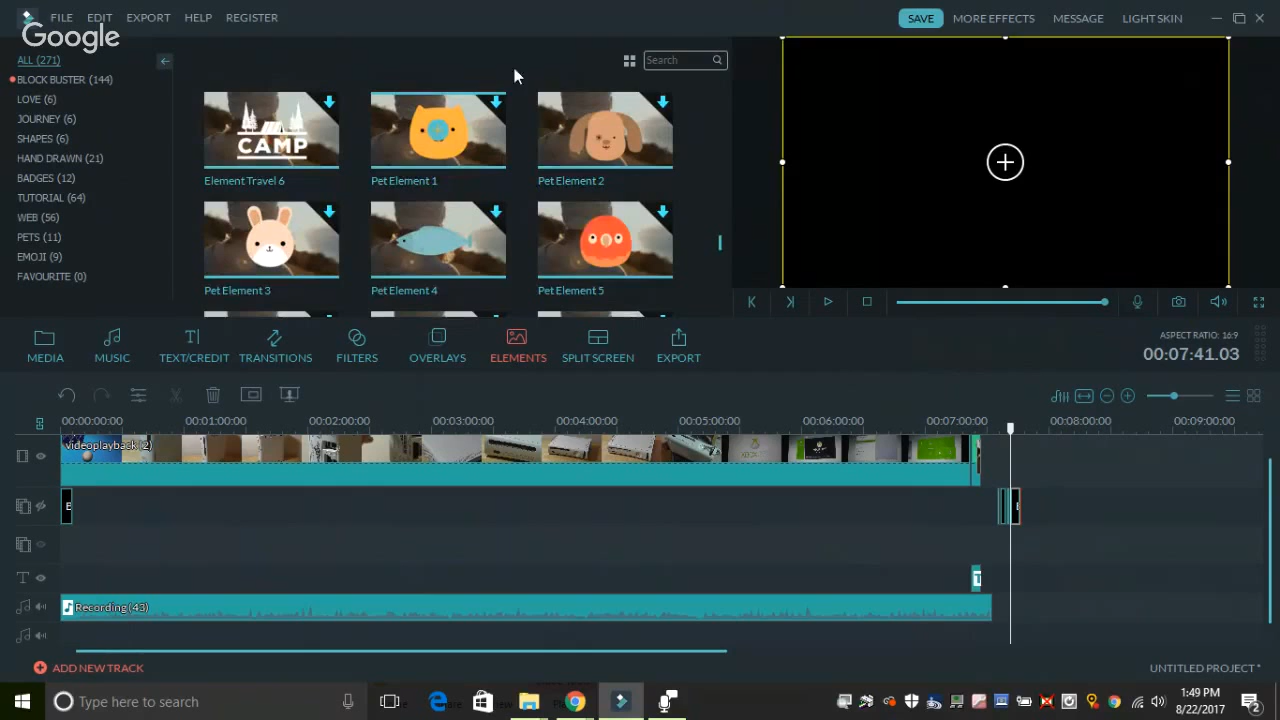 FILE EDIT EXPORT HELP REGISTER SAVE MORE EFFECTS MESSAGE LIGHT SKIN
Google
ALL (271)
Search
BLOCK BUSTER (144)
LOVE (6)
JOURNEY (6)
SHAPES (6)
HAND DRAWN (21)
BADGES (12)
TUTORIAL (64)
WEB (56)
PETS (11)
EMOJI (9)
FAVOURITE (0)
CAMP
Element Travel 6 Pet Element 1 Pet Element 2
Pet Element 3 Pet Element 4 Pet Element 5
MEDIA MUSIC TEXT/CREDIT TRANSITIONS FILTERS OVERLAYS ELEMENTS SPLIT SCREEN EXPORT
ASPECT RATIO: 16:9
00:07:41.03
00:00:00:00 00:01:00:00 00:02:00:00 00:03:00:00 00:04:00:00 00:05:00:00 00:06:00:00 00:07:00:00 00:08:00:00 00:09:00:00
videoplayback (2)
E
T
Recording (43)
ADD NEW TRACK
UNTITLED PROJECT *
Type here to search
1:49 PM
8/22/2017
2